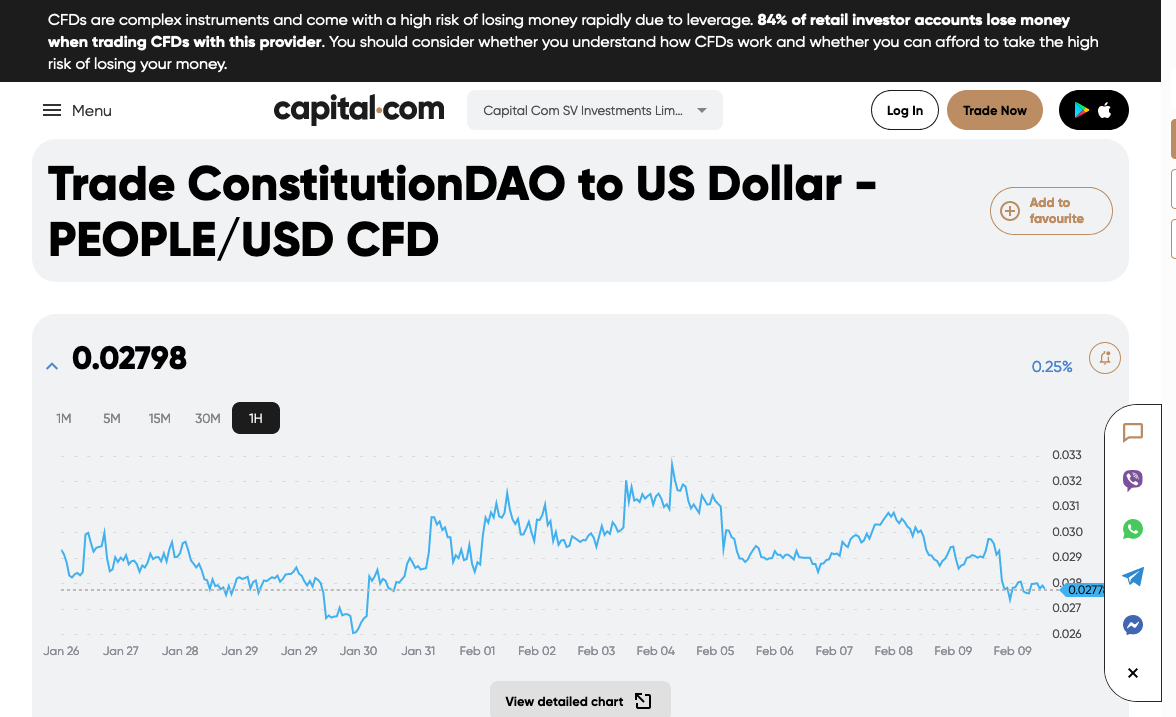 CFDs are complex instruments and come with a high risk of losing money rapidly due to leverage. 84% of retail investor accounts lose money
when trading CFDs with this provider. You should consider whether you understand how CFDs work and whether you can afford to take the high
risk of losing your money.
Menu
capital.com
Capital Com SV Investments Lim...
Log In
Trade Now
Trade ConstitutionDAO to US Dollar -
PEOPLE/USD CFD
Add to
favourite
0.02798
0.25%
1M 5M 15M 30M 1H
0.033
0.032
0.031
0.030
0.029
0.028
0.0277
0.027
0.026
Jan 26 Jan 27 Jan 28 Jan 29 Jan 29 Jan 30 Jan 31 Feb 01 Feb 02 Feb 03 Feb 04 Feb 05 Feb 06 Feb 07 Feb 08 Feb 09 Feb 09
View detailed chart